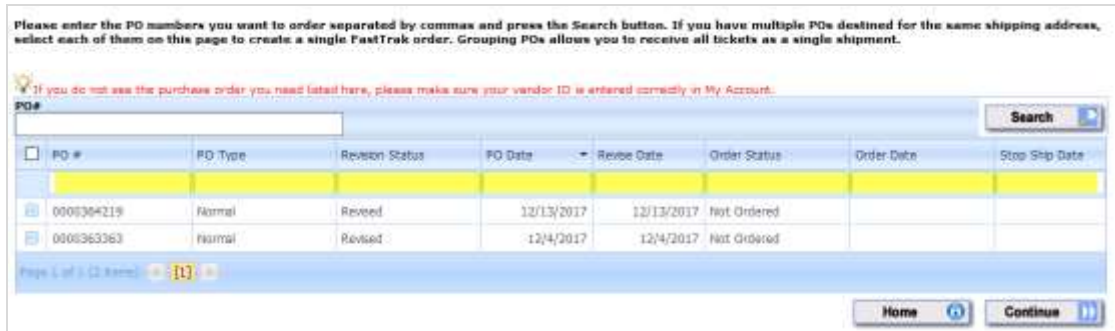 Please enter the PO numbers you want to order separated by commas and press the Search button. If you have multiple POs destined for the same shipping address,
select each of them on this page to create a single FastTrak order. Grouping POs allows you to receive all tickets as a single shipment.
If you do not see the purchase order you need listed here, please make sure your vendor ID is entered correctly in My Account.
PO#
Search
PO # PO Type Revision Status PO Date Revise Date Order Status Order Date Stop Ship Date
0000364219 Normal Revised 12/13/2017 12/13/2017 Not Ordered
0000363363 Normal Revised 12/4/2017 12/4/2017 Not Ordered
Page 1 of 1 (2 items) [1]
Home Continue